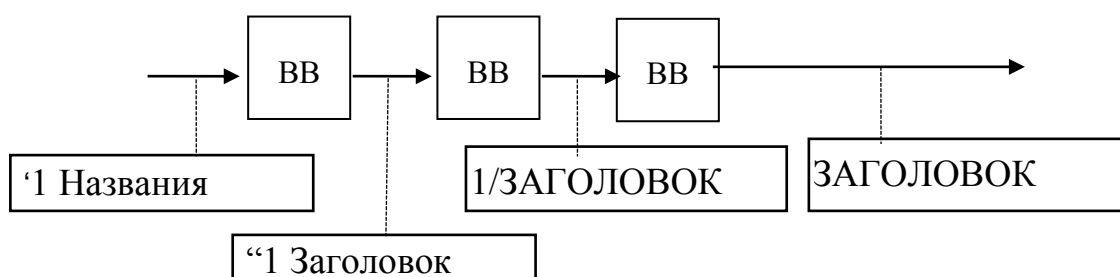 ВВ
ВВ
ВВ
‘1 Названия
“1 Заголовок
1/ЗАГОЛОВОК
ЗАГОЛОВОК